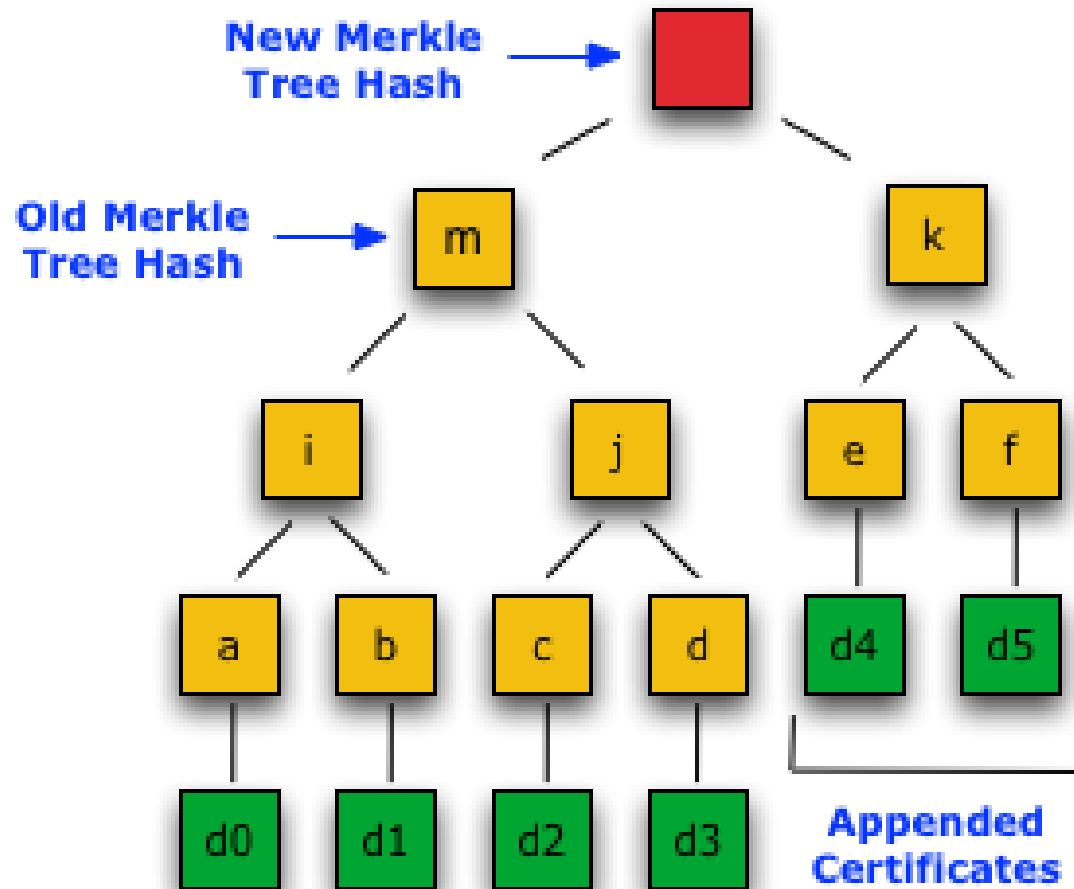 New Merkle
Tree Hash
Old Merkle
Tree Hash
m
k
i
j
e
f
a
b
c
d
d4
d5
d0
d1
d2
d3
Appended
Certificates